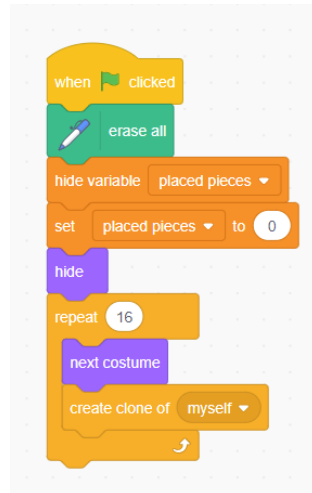 when clicked
erase all
hide variable placed pieces
set placed pieces to 0
hide
repeat 16
next costume
create clone of myself